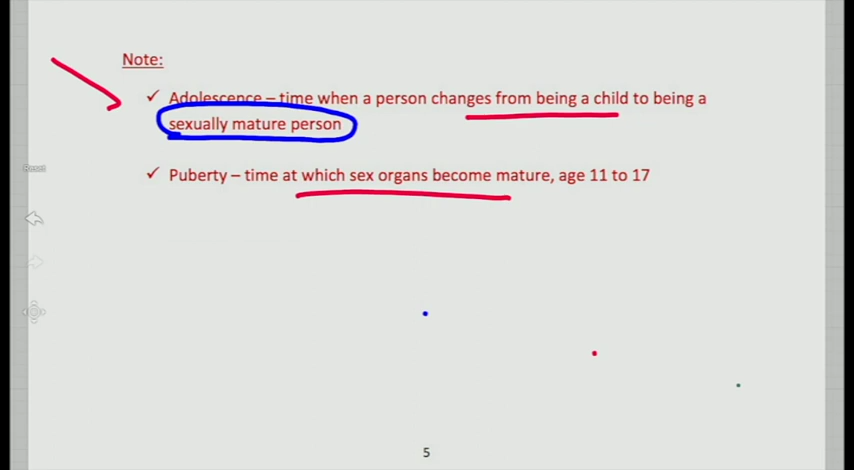 Note:
✓ Adolescence – time when a person changes from being a child to being a
sexually mature person
✓ Puberty – time at which sex organs become mature, age 11 to 17
Reset
5